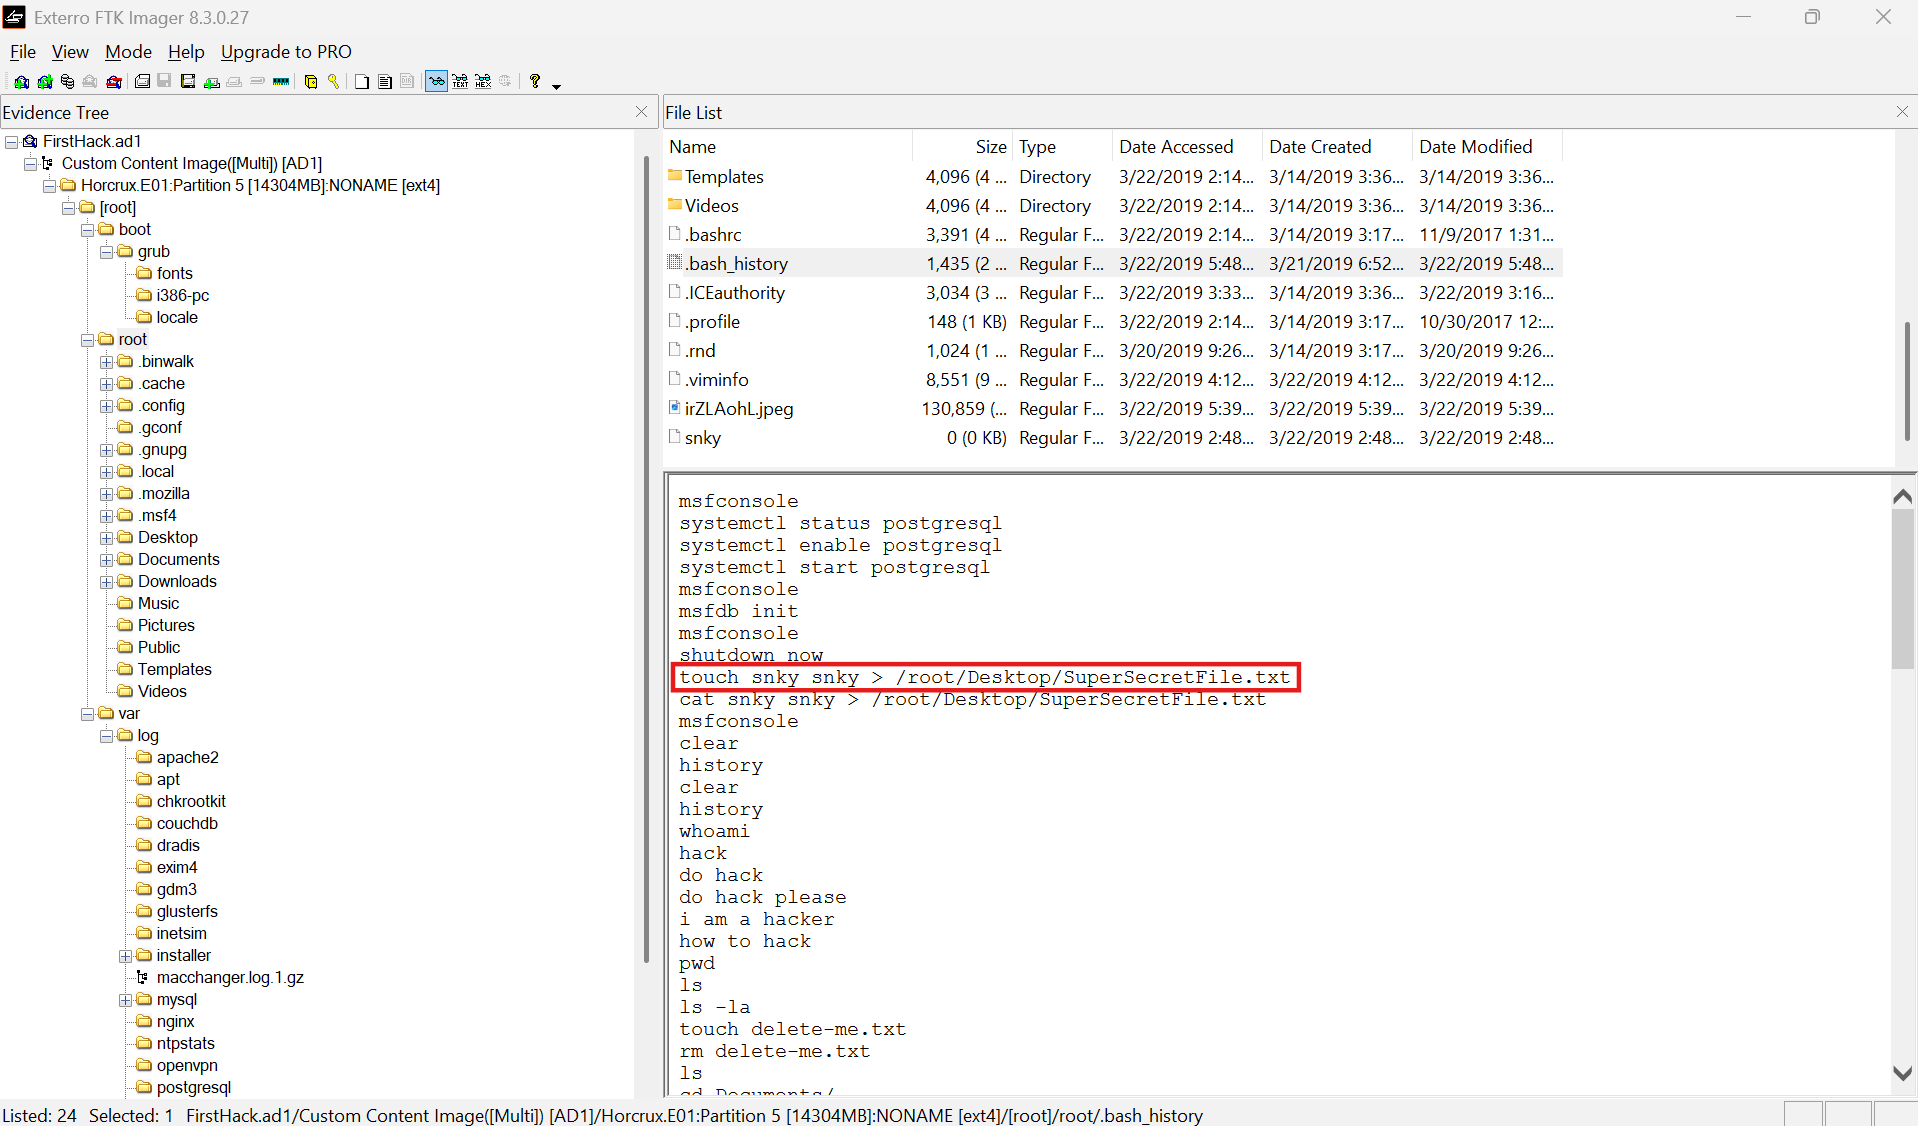 Exterro FTK Imager 8.3.0.27
File View Mode Help Upgrade to PRO
Evidence Tree
FirstHack.ad1
Custom Content Image([Multi]) [AD1]
Horcrux.E01:Partition 5 [14304MB]:NONAME [ext4]
[root]
boot
grub
fonts
i386-pc
locale
root
.binwalk
.cache
.config
.gconf
.gnupg
.local
.mozilla
.msf4
Desktop
Documents
Downloads
Music
Pictures
Public
Templates
Videos
var
log
apache2
apt
chkrootkit
couchdb
dradis
exim4
gdm3
glusterfs
inetsim
installer
macchanger.log.1.gz
mysql
nginx
ntpstats
openvpn
postgresql
File List
Name Size Type Date Accessed Date Created Date Modified
Templates 4,096 (4 ... Directory 3/22/2019 2:14... 3/14/2019 3:36... 3/14/2019 3:36...
Videos 4,096 (4 ... Directory 3/22/2019 2:14... 3/14/2019 3:36... 3/14/2019 3:36...
.bashrc 3,391 (4 ... Regular F... 3/22/2019 2:14... 3/14/2019 3:17... 11/9/2017 1:31...
.bash_history 1,435 (2 ... Regular F... 3/22/2019 5:48... 3/21/2019 6:52... 3/22/2019 5:48...
.ICEauthority 3,034 (3 ... Regular F... 3/22/2019 3:33... 3/14/2019 3:36... 3/22/2019 3:16...
.profile 148 (1 KB) Regular F... 3/22/2019 2:14... 3/14/2019 3:17... 10/30/2017 12:...
.rnd 1,024 (1 ... Regular F... 3/20/2019 9:26... 3/14/2019 3:17... 3/20/2019 9:26...
.viminfo 8,551 (9 ... Regular F... 3/22/2019 4:12... 3/22/2019 4:12... 3/22/2019 4:12...
irZLAohL.jpeg 130,859 (... Regular F... 3/22/2019 5:39... 3/22/2019 5:39... 3/22/2019 5:39...
snky 0 (0 KB) Regular F... 3/22/2019 2:48... 3/22/2019 2:48... 3/22/2019 2:48...
msfconsole
systemctl status postgresql
systemctl enable postgresql
systemctl start postgresql
msfconsole
msfdb init
msfconsole
shutdown now
touch snky snky > /root/Desktop/SuperSecretFile.txt
cat snky snky > /root/Desktop/SuperSecretFile.txt
msfconsole
clear
history
clear
history
whoami
hack
do hack
do hack please
i am a hacker
how to hack
pwd
ls
ls -la
touch delete-me.txt
rm delete-me.txt
ls
cd Documents/
Listed: 24 Selected: 1 FirstHack.ad1/Custom Content Image([Multi]) [AD1]/Horcrux.E01:Partition 5 [14304MB]:NONAME [ext4]/[root]/root/.bash_history